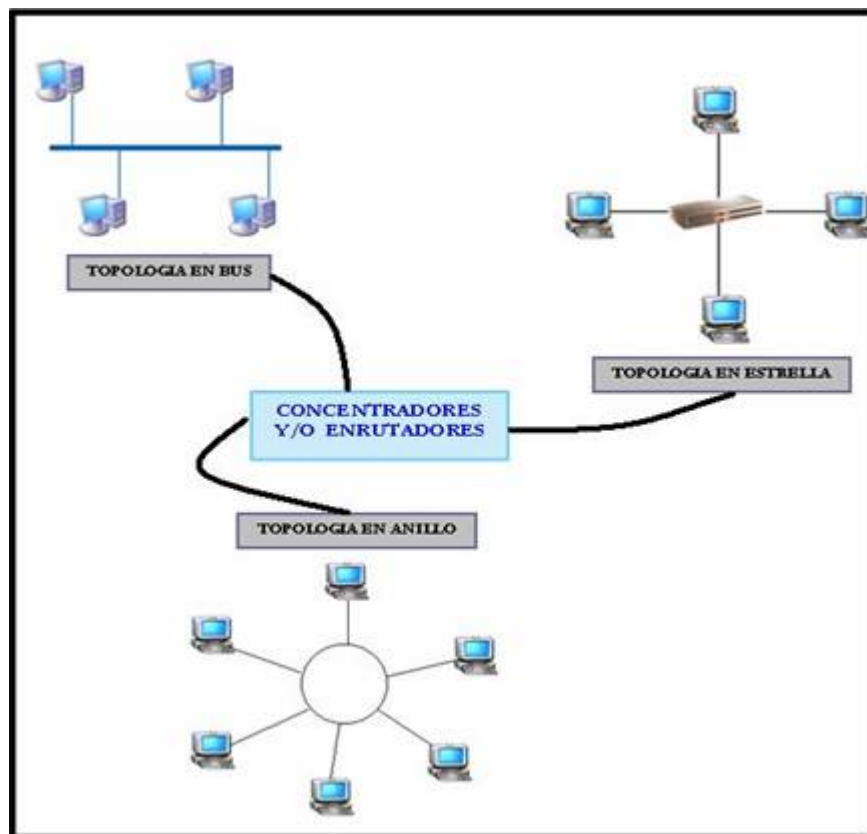 TOPOLOGIA EN BUS
TOPOLOGIA EN ESTRELLA
CONCENTRADORES
Y/O ENRUTADORES
TOPOLOGIA EN ANILLO